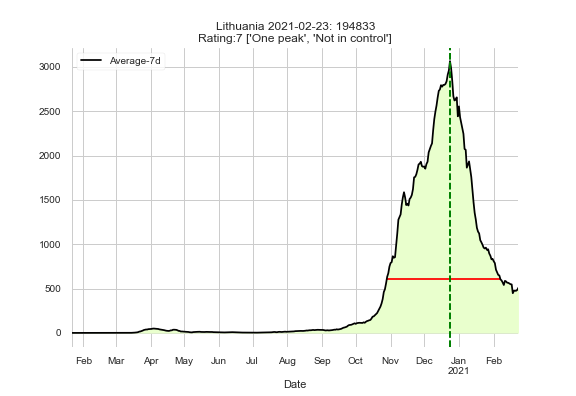 Lithuania 2021-02-23: 194833
Rating:7 ['One peak', 'Not in control']
Average-7d
3000
2500
2000
1500
1000
500
0
Feb Mar Apr May Jun Jul Aug Sep Oct Nov Dec Jan Feb
2021
Date